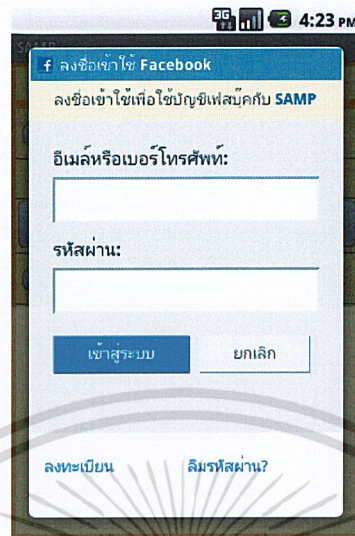 3G 4:23 PM
SAMP
f ลงชื่อเข้าใช้ Facebook
ลงชื่อเข้าใช้เพื่อใช้บัญชีเฟสบุ๊คกับ SAMP
อีเมล์หรือเบอร์โทรศัพท์:
รหัสผ่าน:
เข้าสู่ระบบ ยกเลิก
ลงทะเบียน ลืมรหัสผ่าน?